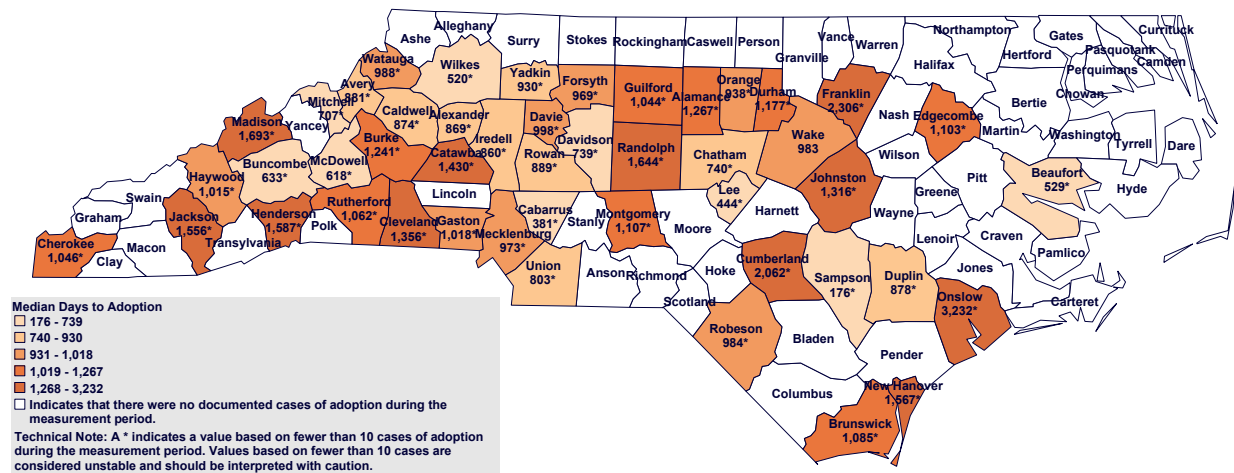 Alleghany
Ashe
Surry
Stokes
Rockingham
Caswell
Person
Granville
Vance
Warren
Northampton
Gates
Currituck
Hertford
Pasquotank
Camden
Perquimans
Chowan
Halifax
Bertie
Watauga
988*
Wilkes
520*
Yadkin
930*
Forsyth
969*
Guilford
1,044*
Alamance
1,267*
Orange
938*
Durham
1,177*
Franklin
2,306*
Nash
Edgecombe
1,103*
Martin
Washington
Tyrrell
Dare
Avery
881*
Mitchell
707*
Yancey
Madison
1,693*
Caldwell
874*
Alexander
869*
Iredell
860*
Davie
998*
Davidson
739*
Randolph
1,644*
Chatham
740*
Wake
983
Wilson
Johnston
1,316*
Greene
Pitt
Beaufort
529*
Hyde
Burke
1,241*
McDowell
618*
Buncombe
633*
Haywood
1,015*
Catawba
1,430*
Rowan
889*
Lincoln
Lee
444*
Harnett
Wayne
Lenoir
Craven
Pamlico
Swain
Graham
Jackson
1,556*
Henderson
1,587*
Rutherford
1,062*
Polk
Cleveland
1,356*
Gaston
1,018*
Mecklenburg
973*
Cabarrus
381*
Stanly
Montgomery
1,107*
Moore
Cherokee
1,046*
Clay
Macon
Transylvania
Union
803*
Anson
Richmond
Hoke
Scotland
Cumberland
2,062*
Sampson
176*
Duplin
878*
Jones
Onslow
3,232*
Carteret
Robeson
984*
Bladen
Pender
Columbus
New Hanover
1,567*
Brunswick
1,085*
Median Days to Adoption
176 - 739
740 - 930
931 - 1,018
1,019 - 1,267
1,268 - 3,232
Indicates that there were no documented cases of adoption during the
measurement period.
Technical Note: A * indicates a value based on fewer than 10 cases of adoption
during the measurement period. Values based on fewer than 10 cases are
considered unstable and should be interpreted with caution.